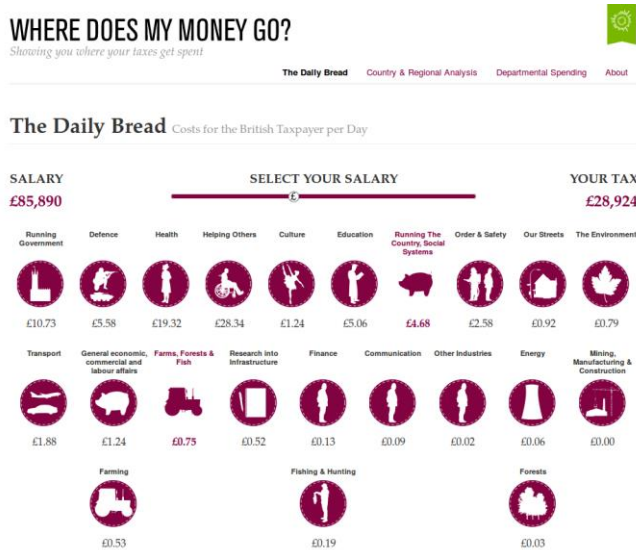 WHERE DOES MY MONEY GO?
Showing you where your taxes get spent
The Daily Bread Country & Regional Analysis Departmental Spending About
The Daily Bread Costs for the British Taxpayer per Day
SALARY SELECT YOUR SALARY YOUR TAX
£85,890 £ £28,924
Running Government Defence Health Helping Others Culture Education Running The Country, Social Systems Order & Safety Our Streets The Environment
£10.73 £5.58 £19.32 £28.34 £1.24 £5.06 £4.68 £2.58 £0.92 £0.79
Transport General economic, commercial and labour affairs Farms, Forests & Fish Research into Infrastructure Finance Communication Other Industries Energy Mining, Manufacturing & Construction
£1.88 £1.24 £0.75 £0.52 £0.13 £0.09 £0.02 £0.06 £0.00
Farming Fishing & Hunting Forests
£0.53 £0.19 £0.03